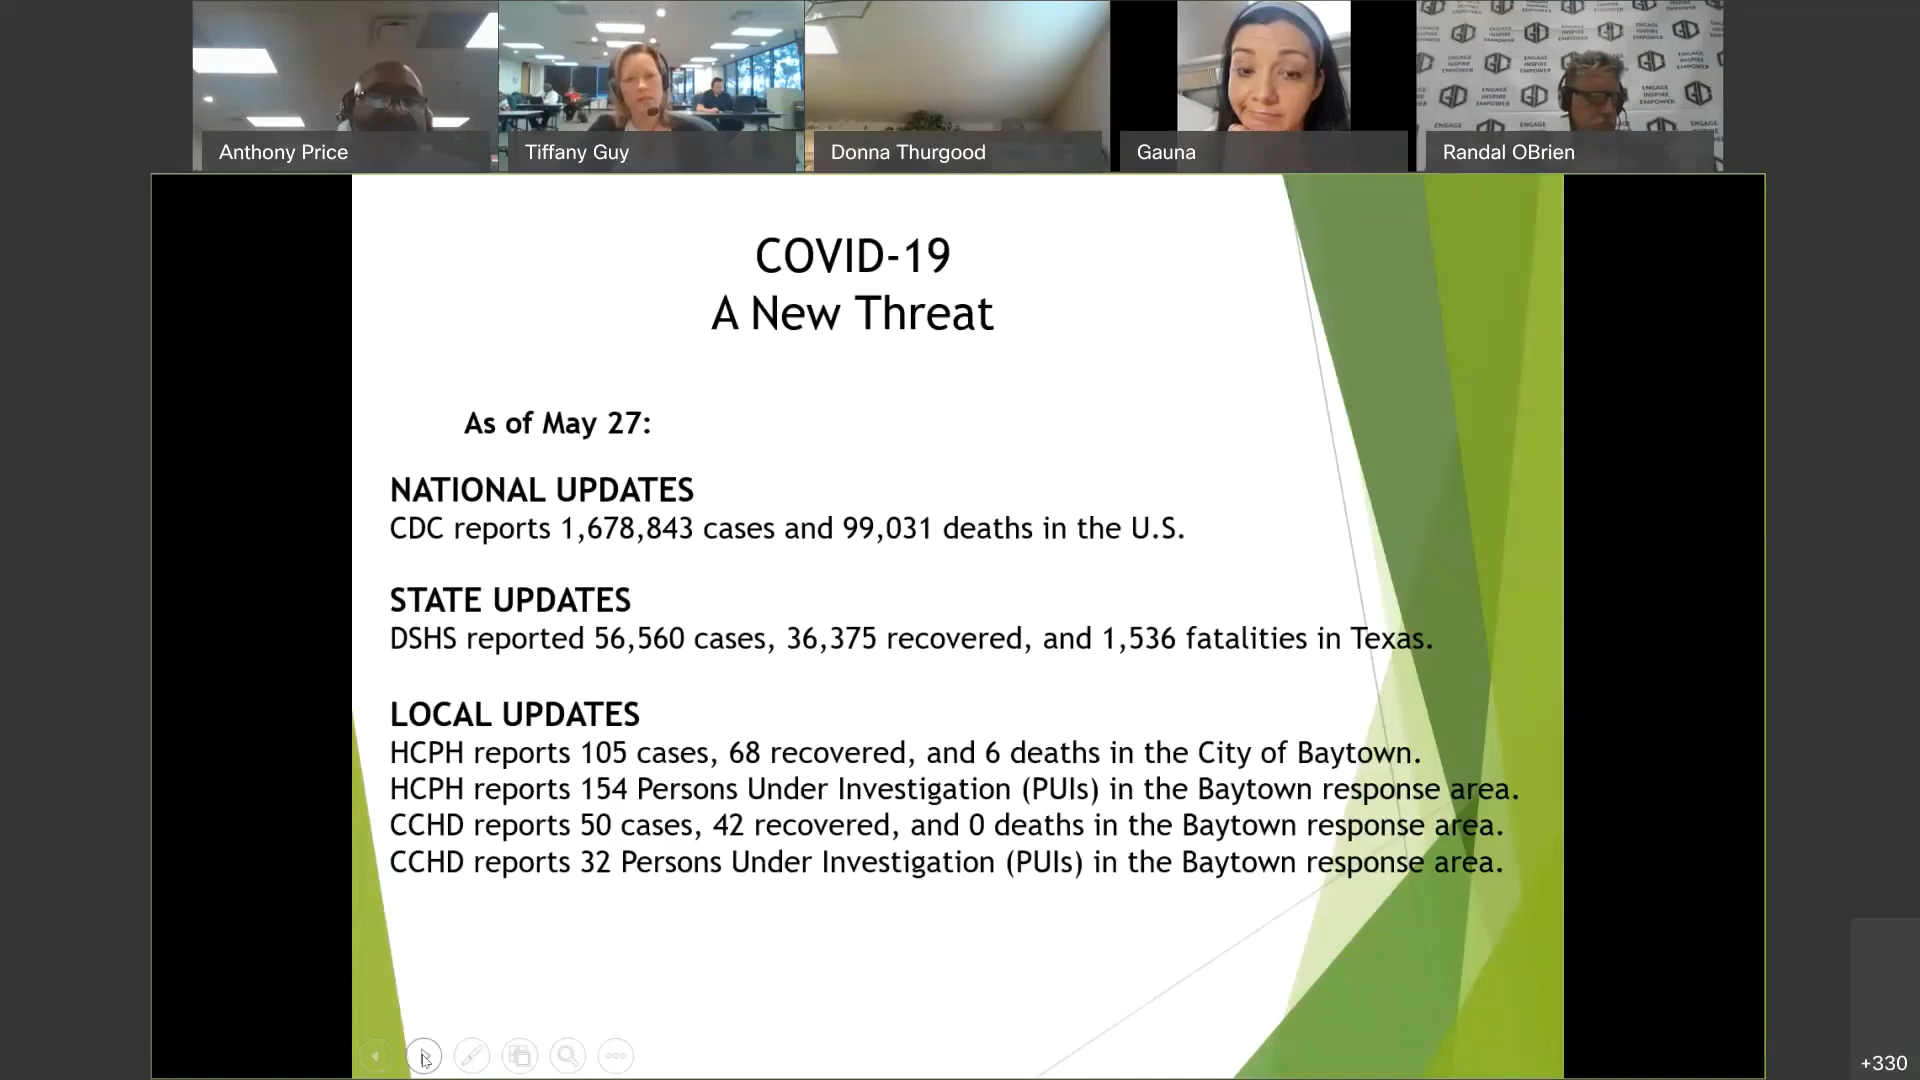 Anthony Price
Tiffany Guy
Donna Thurgood
Gauna
Randal OBrien
ENGAGE
INSPIRE
EMPOWER
COVID-19
A New Threat
As of May 27:
NATIONAL UPDATES
CDC reports 1,678,843 cases and 99,031 deaths in the U.S.
STATE UPDATES
DSHS reported 56,560 cases, 36,375 recovered, and 1,536 fatalities in Texas.
LOCAL UPDATES
HCPH reports 105 cases, 68 recovered, and 6 deaths in the City of Baytown.
HCPH reports 154 Persons Under Investigation (PUIs) in the Baytown response area.
CCHD reports 50 cases, 42 recovered, and 0 deaths in the Baytown response area.
CCHD reports 32 Persons Under Investigation (PUIs) in the Baytown response area.
+330